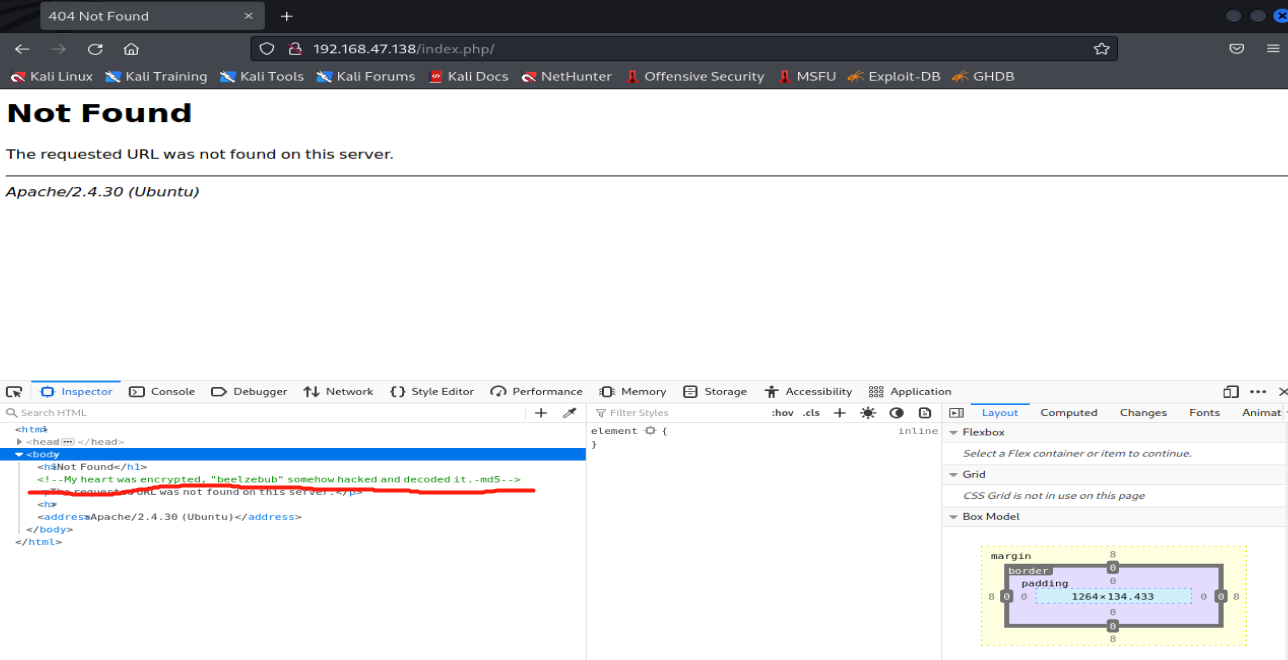 404 Not Found
192.168.47.138/index.php/
Kali Linux Kali Training Kali Tools Kali Forums Kali Docs NetHunter Offensive Security MSFU Exploit-DB GHDB
Not Found
The requested URL was not found on this server.
Apache/2.4.30 (Ubuntu)
Inspector Console Debugger Network Style Editor Performance Memory Storage Accessibility Application
Search HTML
Filter Styles :hov .cls
Layout Computed Changes Fonts Animat
<html>
<head> </head>
<body>
Not Found</h1>
<!--My heart was encrypted, "beelzebub" somehow hacked and decoded it.-md5-->
The requested URL was not found on this server.</p>
<address>Apache/2.4.30 (Ubuntu)</address>
</body>
</html>
element { inline
}
Flexbox
Select a Flex container or item to continue.
Grid
CSS Grid is not in use on this page
Box Model
margin 8
border 0
padding 0
8 0 0 1264×134.433 0 0 8
0
0
8